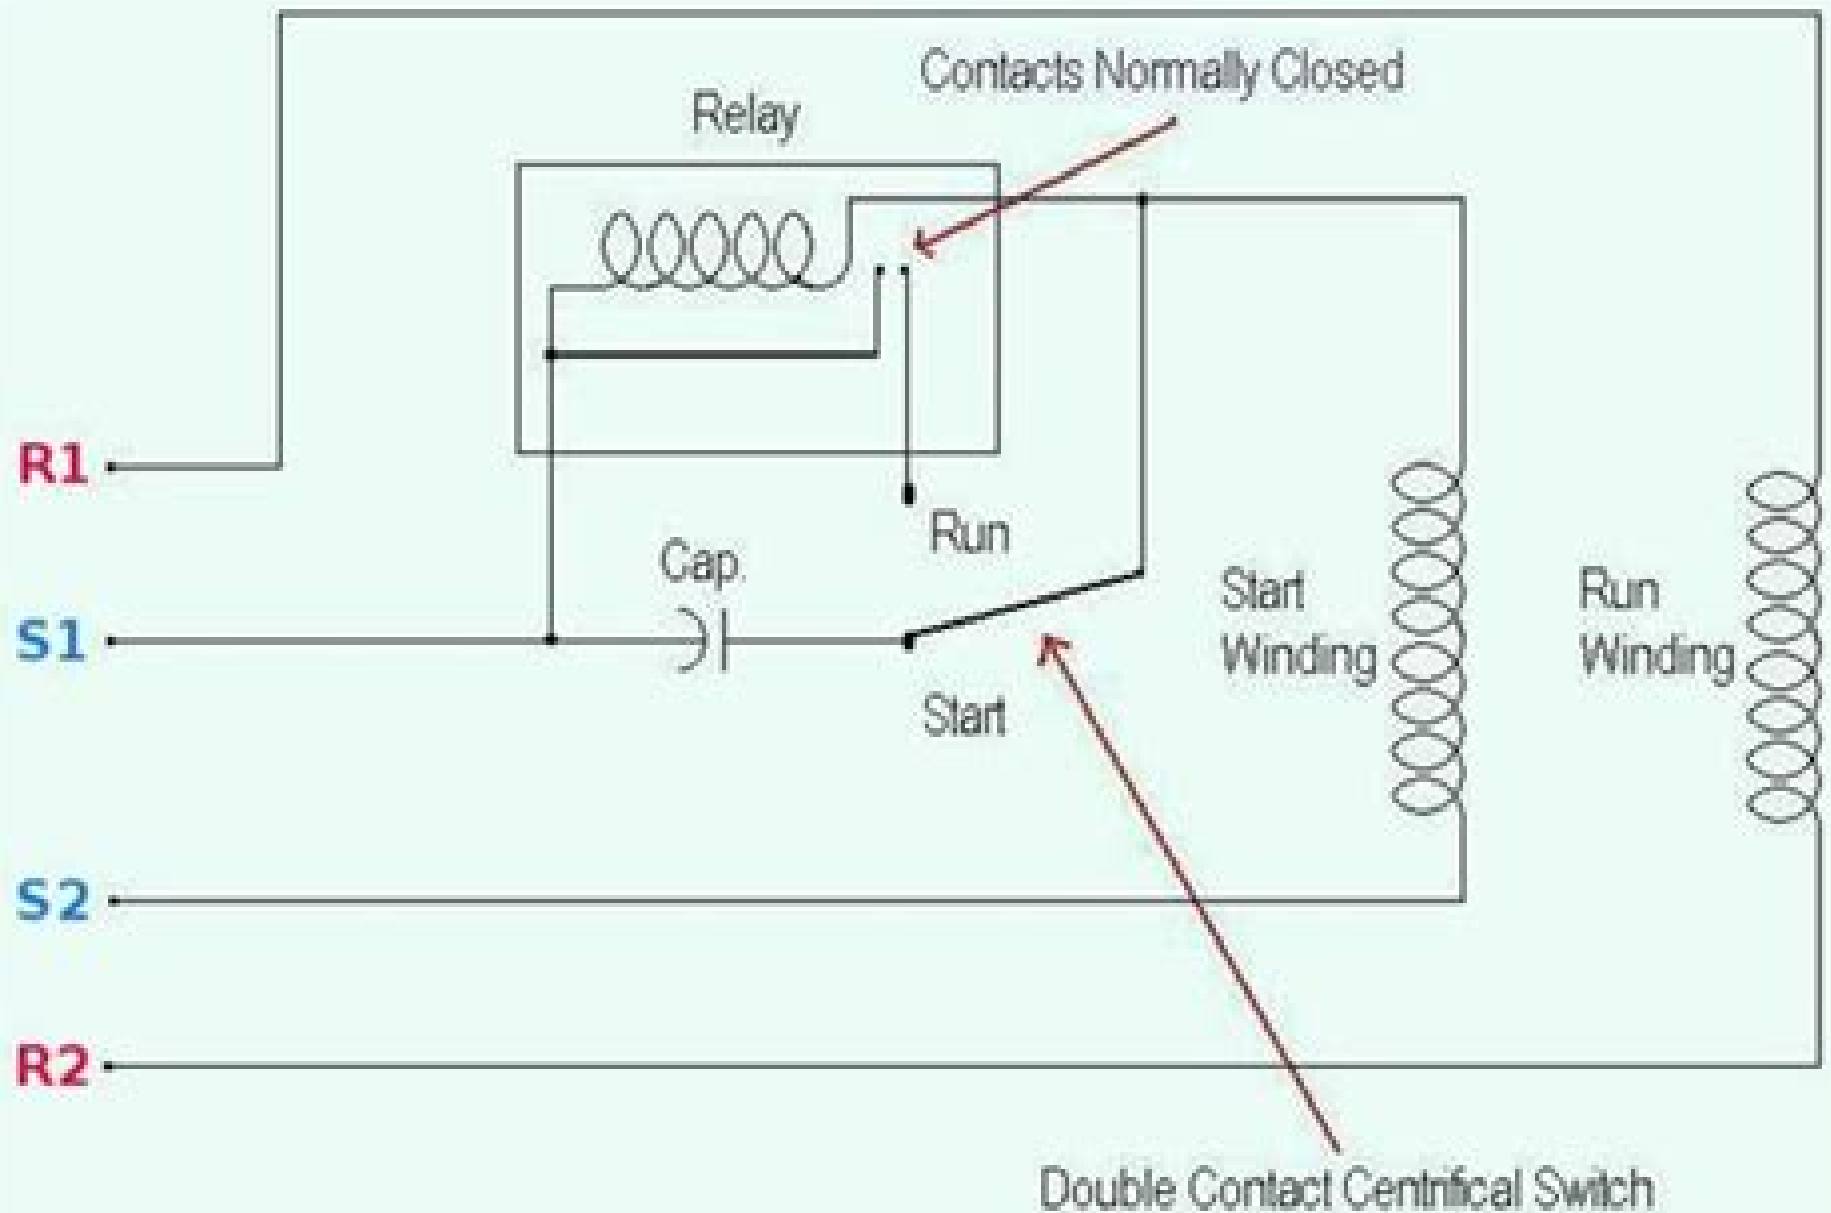 Contacts Normally Closed
Relay
R1
Run
Cap.
S1
Start
Winding
Run
Winding
Start
S2
R2
Double Contact Centrifical Switch